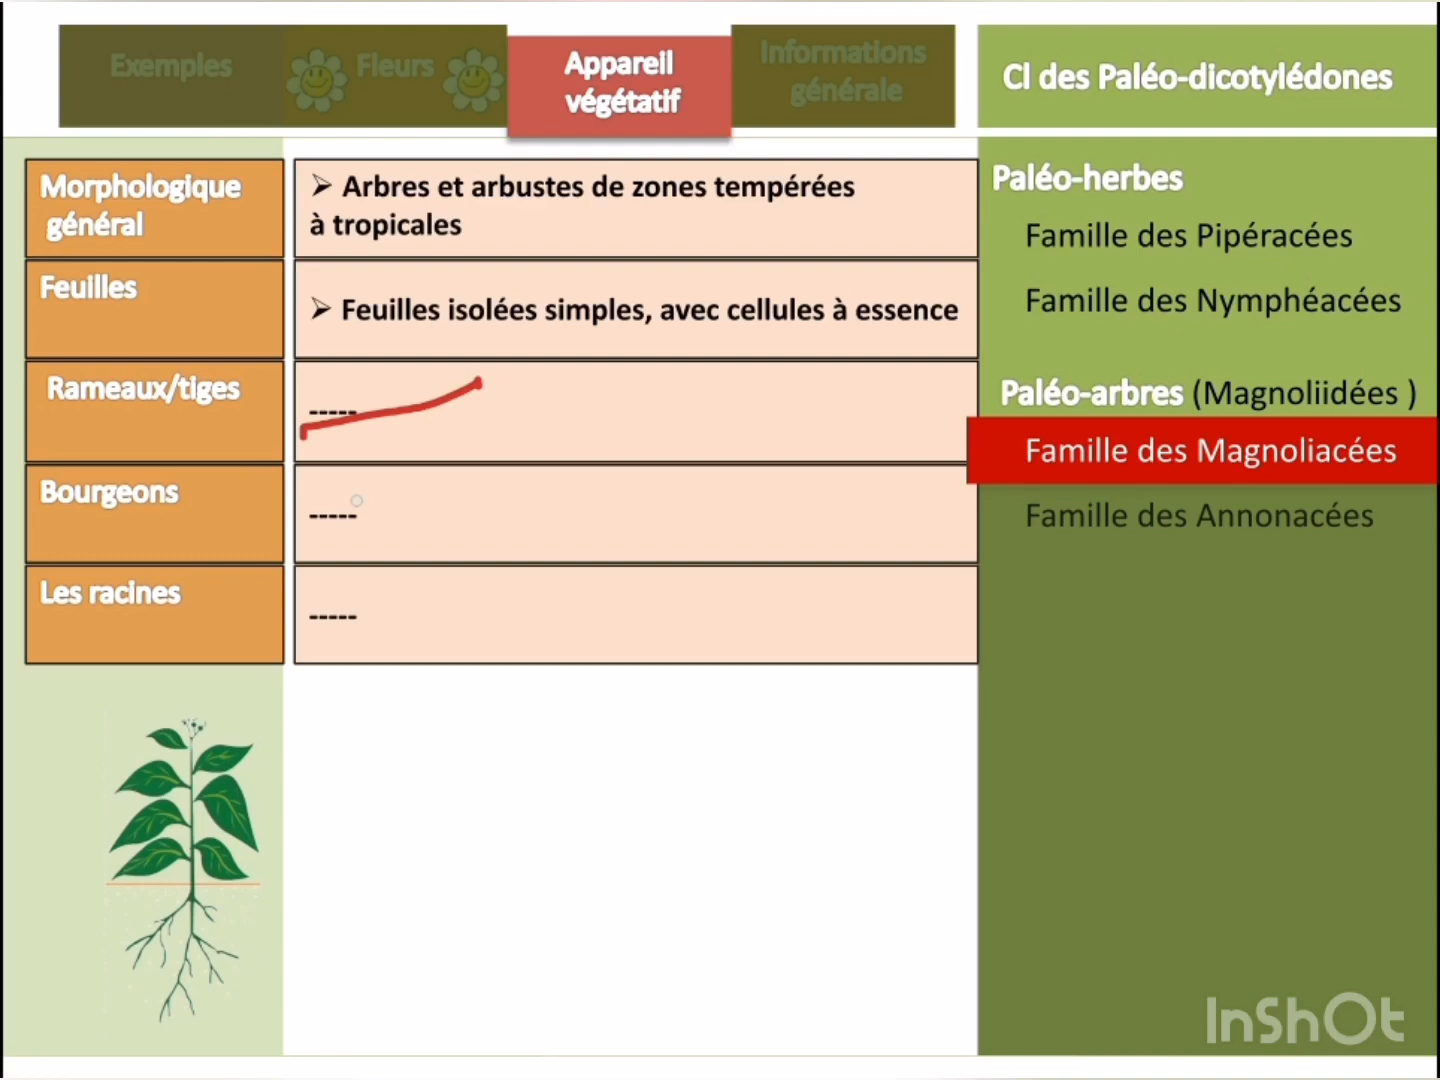 Exemples
Fleurs
Appareil
végétatif
Informations
générale
Cl des Paléo-dicotylédones
Morphologique
général
➢ Arbres et arbustes de zones tempérées
à tropicales
Feuilles
➢ Feuilles isolées simples, avec cellules à essence
Rameaux/tiges
-----
Bourgeons
-----
Les racines
-----
Paléo-herbes
Famille des Pipéracées
Famille des Nymphéacées
Paléo-arbres (Magnoliidées )
Famille des Magnoliacées
Famille des Annonacées
InShOt